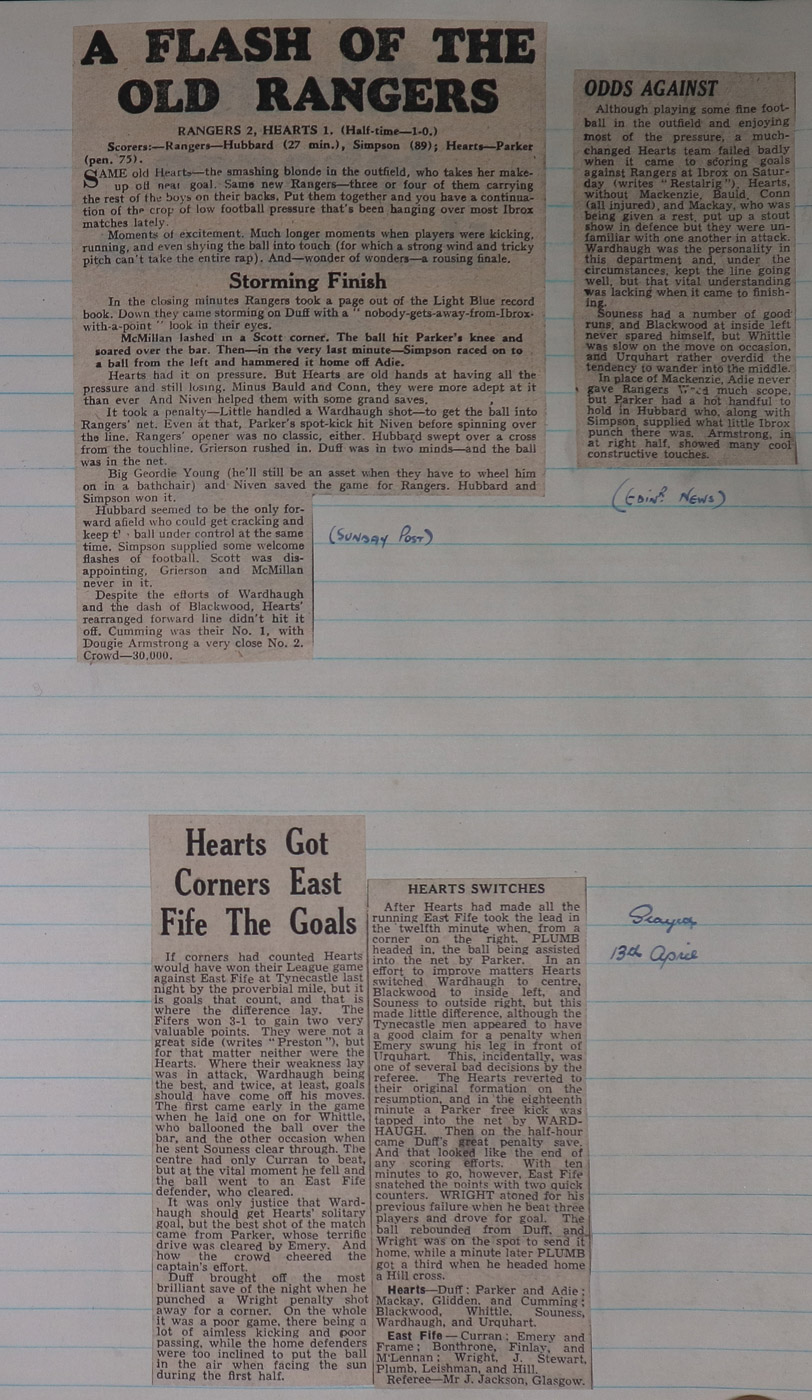 A FLASH OF THE
OLD RANGERS
RANGERS 2, HEARTS 1. (Half-time—1-0.)
Scorers:—Rangers—Hubbard (27 min.), Simpson (89); Hearts—Parker
(pen. 75).
SAME old Hearts—the smashing blonde in the outfield, who takes her make-
up off near goal. Same new Rangers—three or four of them carrying
the rest of the boys on their backs. Put them together and you have a continua-
tion of the crop of low football pressure that's been hanging over most Ibrox
matches lately.
Moments of excitement. Much longer moments when players were kicking,
running, and even shying the ball into touch (for which a strong wind and tricky
pitch can't take the entire rap). And—wonder of wonders—a rousing finale.
Storming Finish
In the closing minutes Rangers took a page out of the Light Blue record
book. Down they came storming on Duff with a " nobody-gets-away-from-Ibrox-
with-a-point " look in their eyes.
McMillan lashed in a Scott corner. The ball hit Parker's knee and
soared over the bar. Then—in the very last minute—Simpson raced on to
a ball from the left and hammered it home off Adie.
Hearts had it on pressure. But Hearts are old hands at having all the
pressure and still losing. Minus Bauld and Conn, they were more adept at it
than ever And Niven helped them with some grand saves.
It took a penalty—Little handled a Wardhaugh shot—to get the ball into
Rangers' net. Even at that, Parker's spot-kick hit Niven before spinning over
the line. Rangers' opener was no classic, either. Hubbard swept over a cross
from the touchline. Grierson rushed in. Duff was in two minds—and the ball
was in the net.
Big Geordie Young (he'll still be an asset when they have to wheel him
on in a bathchair) and Niven saved the game for Rangers. Hubbard and
Simpson won it.
Hubbard seemed to be the only for-
ward afield who could get cracking and
keep t' ball under control at the same
time. Simpson supplied some welcome
flashes of football. Scott was dis-
appointing, Grierson and McMillan
never in it.
Despite the efforts of Wardhaugh
and the dash of Blackwood, Hearts'
rearranged forward line didn't hit it
off. Cumming was their No. 1, with
Dougie Armstrong a very close No. 2.
Crowd—30,000.
(SUNDAY POST)
ODDS AGAINST
Although playing some fine foot-
ball in the outfield and enjoying
most of the pressure, a much-
changed Hearts team failed badly
when it came to scoring goals
against Rangers at Ibrox on Satur-
day (writes "Restalrig"). Hearts,
without Mackenzie, Bauld, Conn
(all injured), and Mackay, who was
being given a rest, put up a stout
show in defence but they were un-
familiar with one another in attack.
Wardhaugh was the personality in
this department and, under the
circumstances, kept the line going
well, but that vital understanding
was lacking when it came to finish-
ing.
Souness had a number of good
runs, and Blackwood at inside left
never spared himself, but Whittle
was slow on the move on occasion,
and Urquhart rather overdid the
tendency to wander into the middle.
In place of Mackenzie, Adie never
gave Rangers much scope,
but Parker had a hot handful to
hold in Hubbard who, along with
Simpson, supplied what little Ibrox
punch there was. Armstrong, in
at right half, showed many cool
constructive touches.
(EDINR NEWS)
Hearts Got
Corners East
Fife The Goals
If corners had counted Hearts
would have won their League game
against East Fife at Tynecastle last
night by the proverbial mile, but it
is goals that count, and that is
where the difference lay. The
Fifers won 3-1 to gain two very
valuable points. They were not a
great side (writes "Preston"), but
for that matter neither were the
Hearts. Where their weakness lay
was in attack, Wardhaugh being
the best, and twice, at least, goals
should have come off his moves.
The first came early in the game
when he laid one on for Whittle,
who ballooned the ball over the
bar, and the other occasion when
he sent Souness clear through. The
centre had only Curran to beat,
but at the vital moment he fell and
the ball went to an East Fife
defender, who cleared.
It was only justice that Ward-
haugh should get Hearts' solitary
goal, but the best shot of the match
came from Parker, whose terrific
drive was cleared by Emery. And
how the crowd cheered the
captain's effort.
Duff brought off the most
brilliant save of the night when he
punched a Wright penalty shot
away for a corner. On the whole
it was a poor game, there being a
lot of aimless kicking and poor
passing, while the home defenders
were too inclined to put the ball
in the air when facing the sun
during the first half.
HEARTS SWITCHES
After Hearts had made all the
running East Fife took the lead in
the twelfth minute when, from a
corner on the right, PLUMB
headed in, the ball being assisted
into the net by Parker. In an
effort to improve matters Hearts
switched Wardhaugh to centre,
Blackwood to inside left, and
Souness to outside right, but this
made little difference, although the
Tynecastle men appeared to have
a good claim for a penalty when
Emery swung his leg in front of
Urquhart. This, incidentally, was
one of several bad decisions by the
referee. The Hearts reverted to
their original formation on the
resumption, and in the eighteenth
minute a Parker free kick was
tapped into the net by WARD-
HAUGH. Then on the half-hour
came Duff's great penalty save.
And that looked like the end of
any scoring efforts. With ten
minutes to go, however, East Fife
snatched the points with two quick
counters. WRIGHT atoned for his
previous failure when he beat three
players and drove for goal. The
ball rebounded from Duff, and
Wright was on the spot to send it
home, while a minute later PLUMB
got a third when he headed home
a Hill cross.
Hearts—Duff; Parker and Adie;
Mackay, Glidden, and Cumming;
Blackwood, Whittle, Souness,
Wardhaugh, and Urquhart.
East Fife—Curran; Emery and
Frame; Bonthrone, Finlay, and
M'Lennan; Wright, J. Stewart,
Plumb, Leishman, and Hill.
Referee—Mr J. Jackson, Glasgow.
13th April